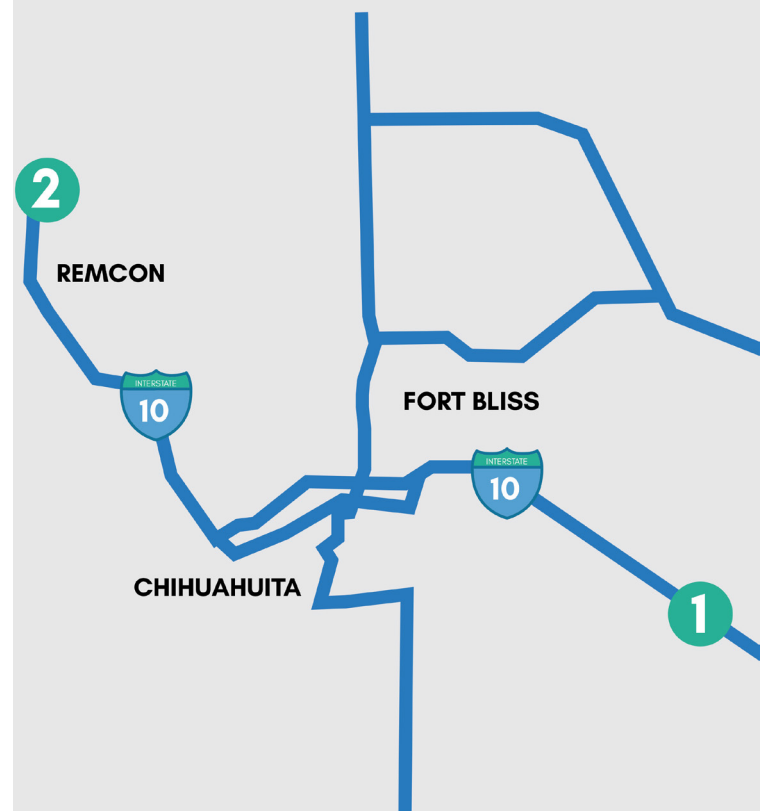 2
REMCON
INTERSTATE
10
FORT BLISS
INTERSTATE
10
CHIHUAHUITA
1